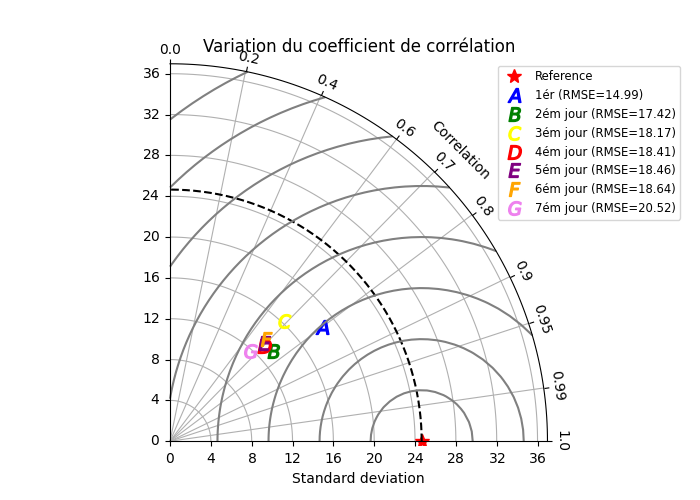 Variation du coefficient de corrélation
0.0
0.2
0.4
0.6
0.7
0.8
0.9
0.95
0.99
1.0
Correlation
Reference
A 1ér (RMSE=14.99)
B 2ém jour (RMSE=17.42)
C 3ém jour (RMSE=18.17)
D 4ém jour (RMSE=18.41)
E 5ém jour (RMSE=18.46)
F 6ém jour (RMSE=18.64)
G 7ém jour (RMSE=20.52)
36
32
28
24
20
16
12
8
4
0
A
C
F
E
D
B
G
0 4 8 12 16 20 24 28 32 36
Standard deviation